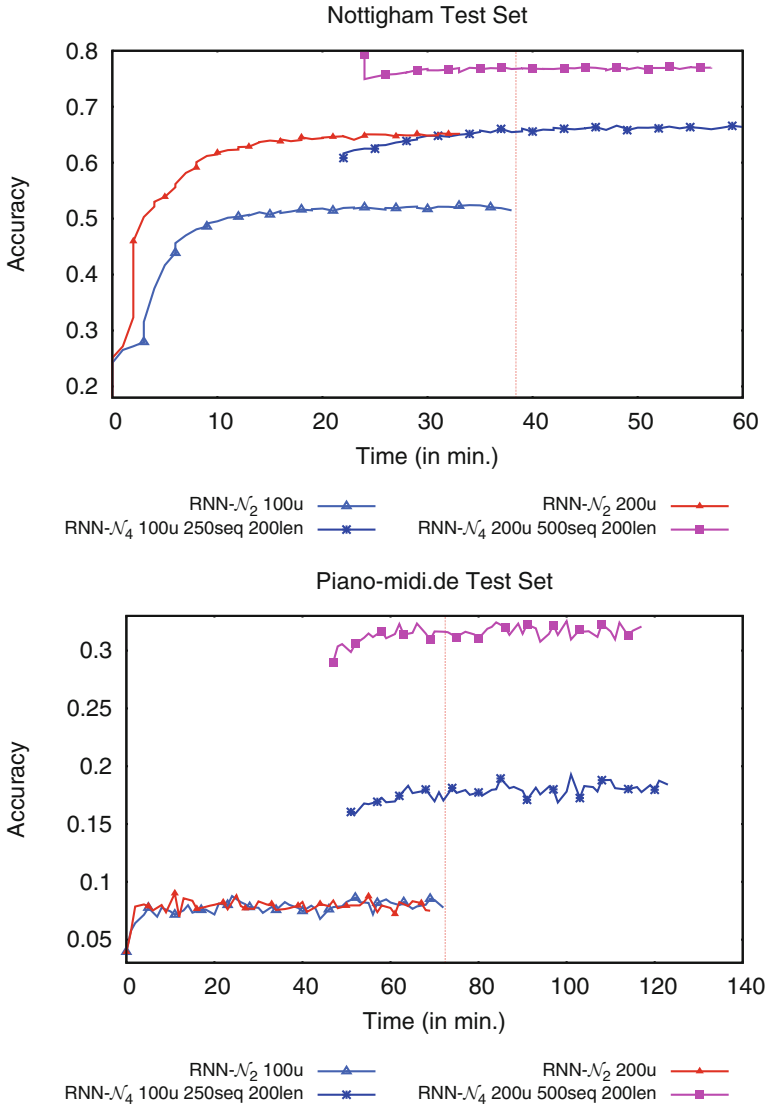 Nottigham Test Set
0.8
0.7
0.6
0.5
0.4
0.3
0.2
Accuracy
0 10 20 30 40 50 60
Time (in min.)
RNN-𝒩₂ 100u RNN-𝒩₂ 200u
RNN-𝒩₄ 100u 250seq 200len RNN-𝒩₄ 200u 500seq 200len
Piano-midi.de Test Set
0.3
0.25
0.2
0.15
0.1
0.05
Accuracy
0 20 40 60 80 100 120 140
Time (in min.)
RNN-𝒩₂ 100u RNN-𝒩₂ 200u
RNN-𝒩₄ 100u 250seq 200len RNN-𝒩₄ 200u 500seq 200len